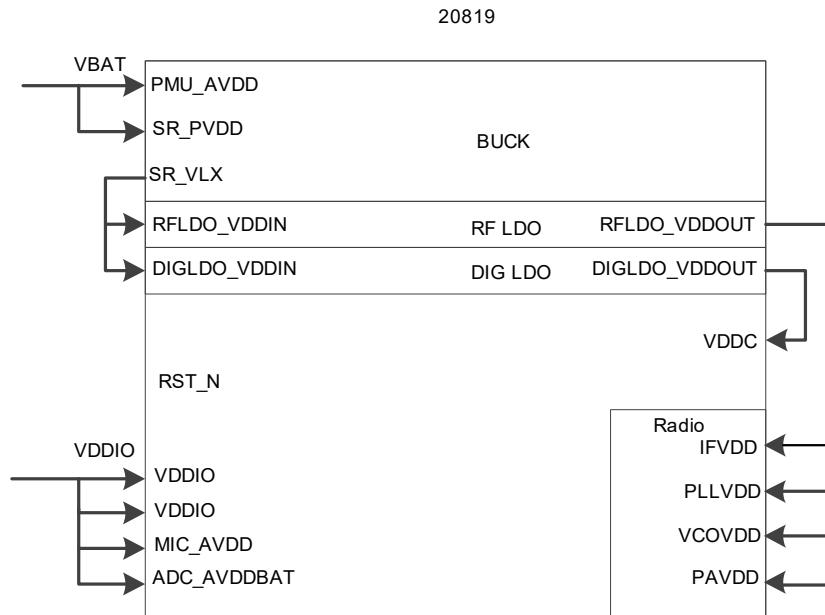 20819
VBAT
PMU_AVDD
SR_PVDD
BUCK
SR_VLX
RFLDO_VDDIN
RF LDO
RFLDO_VDDOUT
DIGLDO_VDDIN
DIG LDO
DIGLDO_VDDOUT
VDDC
RST_N
Radio
IFVDD
VDDIO
VDDIO
PLLVDD
VDDIO
VCOVDD
MIC_AVDD
ADC_AVDDBAT
PAVDD